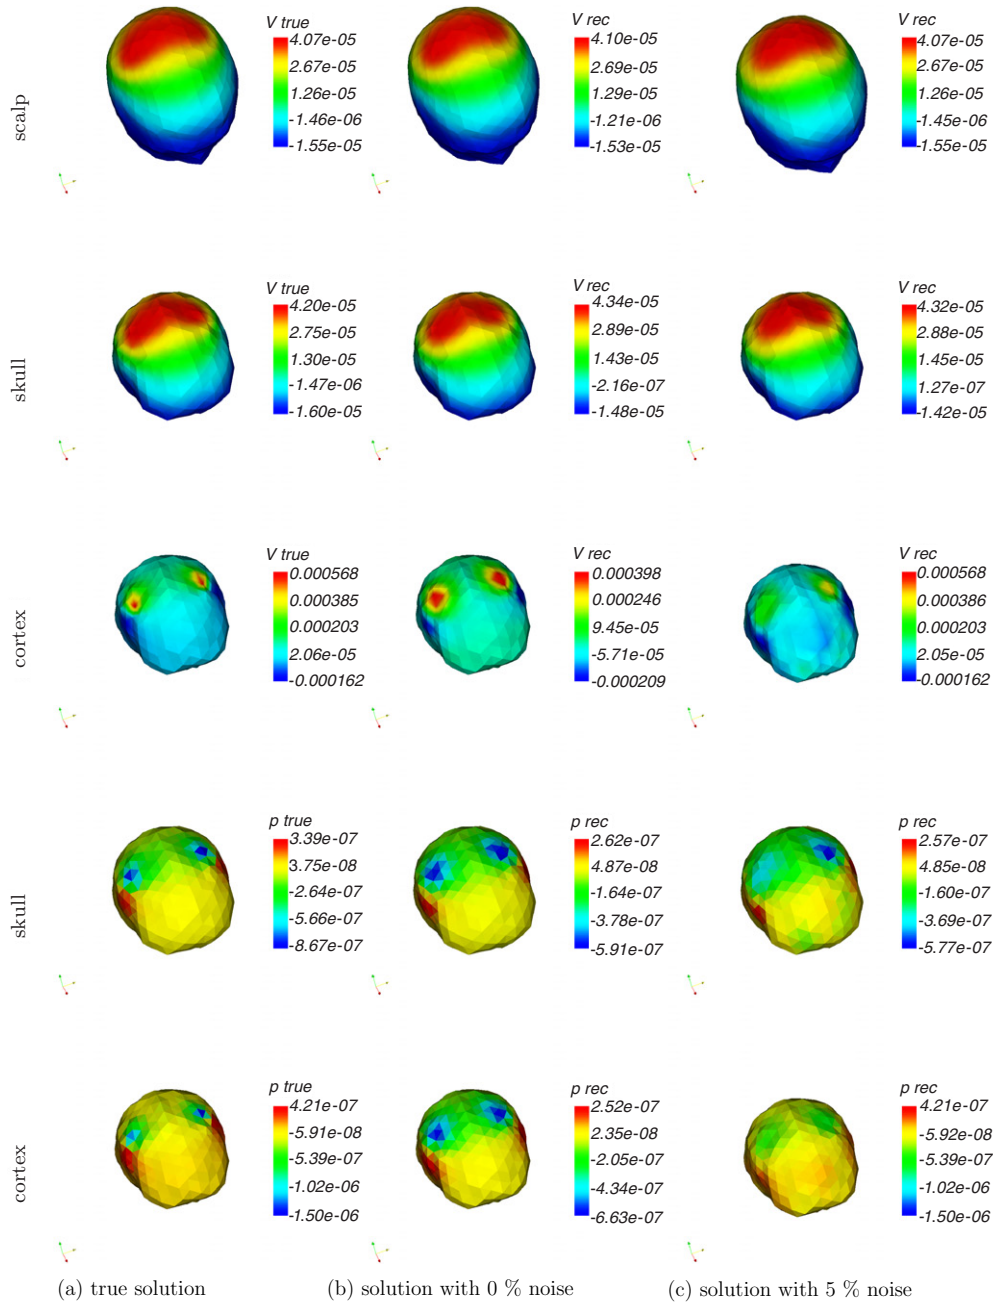 V true
4.07e-05
2.67e-05
1.26e-05
-1.46e-06
-1.55e-05
V rec
4.10e-05
2.69e-05
1.29e-05
-1.21e-06
-1.53e-05
V rec
4.07e-05
2.67e-05
1.26e-05
-1.45e-06
-1.55e-05
scalp
V true
4.20e-05
2.75e-05
1.30e-05
-1.47e-06
-1.60e-05
V rec
4.34e-05
2.89e-05
1.43e-05
-2.16e-07
-1.48e-05
V rec
4.32e-05
2.88e-05
1.45e-05
1.27e-07
-1.42e-05
skull
V true
0.000568
0.000385
0.000203
2.06e-05
-0.000162
V rec
0.000398
0.000246
9.45e-05
-5.71e-05
-0.000209
V rec
0.000568
0.000386
0.000203
2.05e-05
-0.000162
cortex
p true
3.39e-07
3.75e-08
-2.64e-07
-5.66e-07
-8.67e-07
p rec
2.62e-07
4.87e-08
-1.64e-07
-3.78e-07
-5.91e-07
p rec
2.57e-07
4.85e-08
-1.60e-07
-3.69e-07
-5.77e-07
skull
p true
4.21e-07
-5.91e-08
-5.39e-07
-1.02e-06
-1.50e-06
p rec
2.52e-07
2.35e-08
-2.05e-07
-4.34e-07
-6.63e-07
p rec
4.21e-07
-5.92e-08
-5.39e-07
-1.02e-06
-1.50e-06
cortex
(a) true solution
(b) solution with 0 % noise
(c) solution with 5 % noise